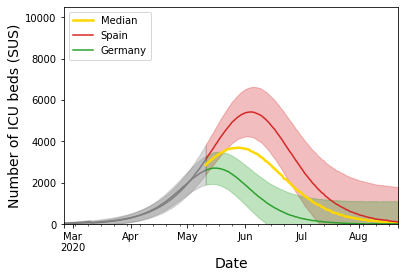 Number of ICU beds (SUS)
10000
8000
6000
4000
2000
0
Median
Spain
Germany
Mar
2020
Apr
May
Jun
Jul
Aug
Date